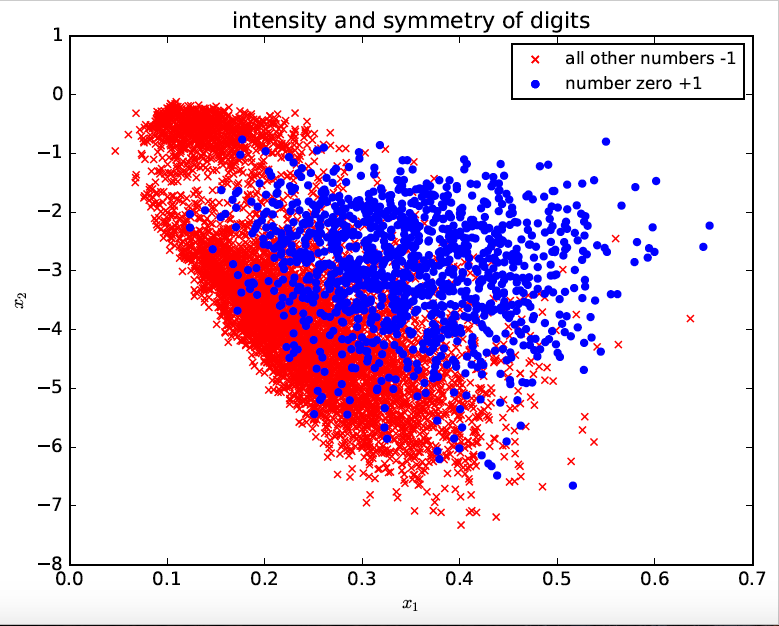 intensity and symmetry of digits
all other numbers -1
number zero +1
1
0
−1
−2
−3
−4
−5
−6
−7
−8
x₂
0.0 0.1 0.2 0.3 0.4 0.5 0.6 0.7
x₁